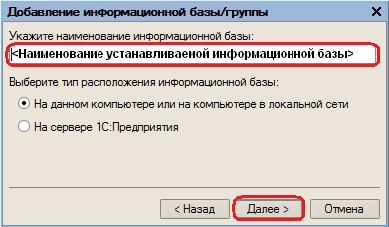 Добавление информационной базы/группы
Укажите наименование информационной базы:
<Наименование устанавливаеной информационной базы>
Выберите тип расположения информационной базы:
На данном компьютере или на компьютере в локальной сети
На сервере 1С:Предприятия
< Назад Далее > Отмена